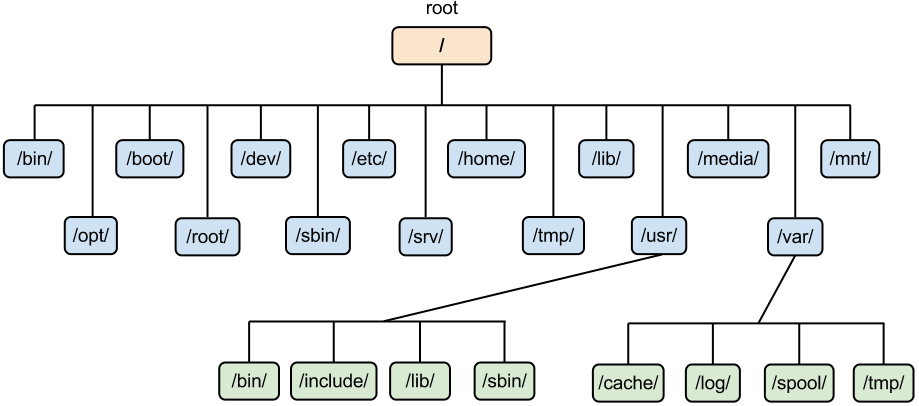 root
/
/bin/ /boot/ /dev/ /etc/ /home/ /lib/ /media/ /mnt/
/opt/ /root/ /sbin/ /srv/ /tmp/ /usr/ /var/
/bin/ /include/ /lib/ /sbin/ /cache/ /log/ /spool/ /tmp/